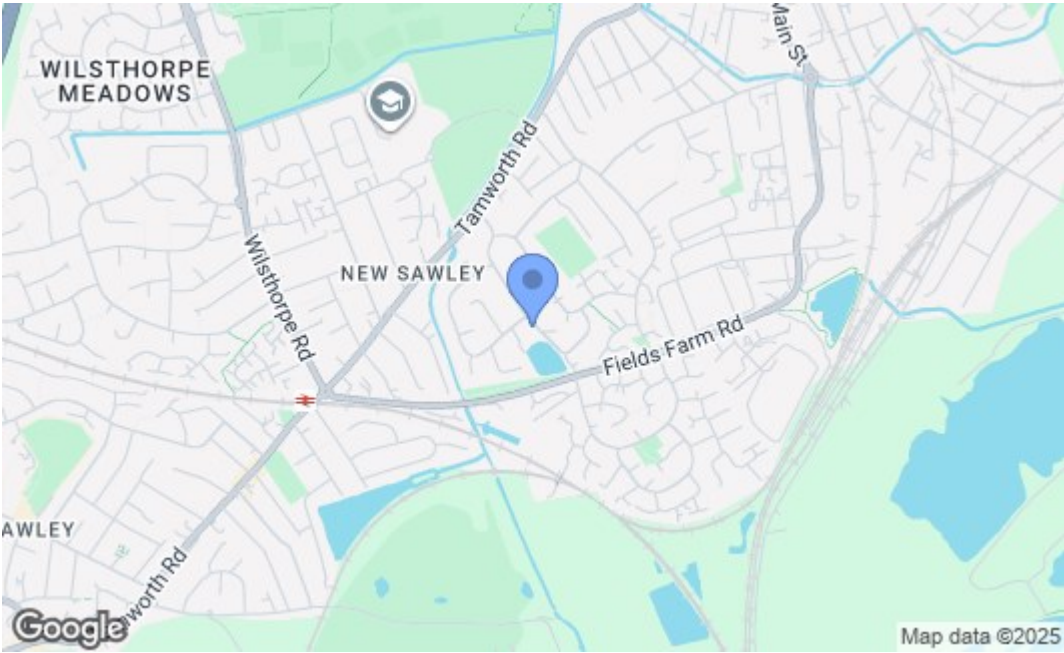 Main St
WILSTHORPE
MEADOWS
Tamworth Rd
Wilsthorpe Rd
NEW SAWLEY
Fields Farm Rd
AWLEY
mworth Rd
Google
Map data ©2025